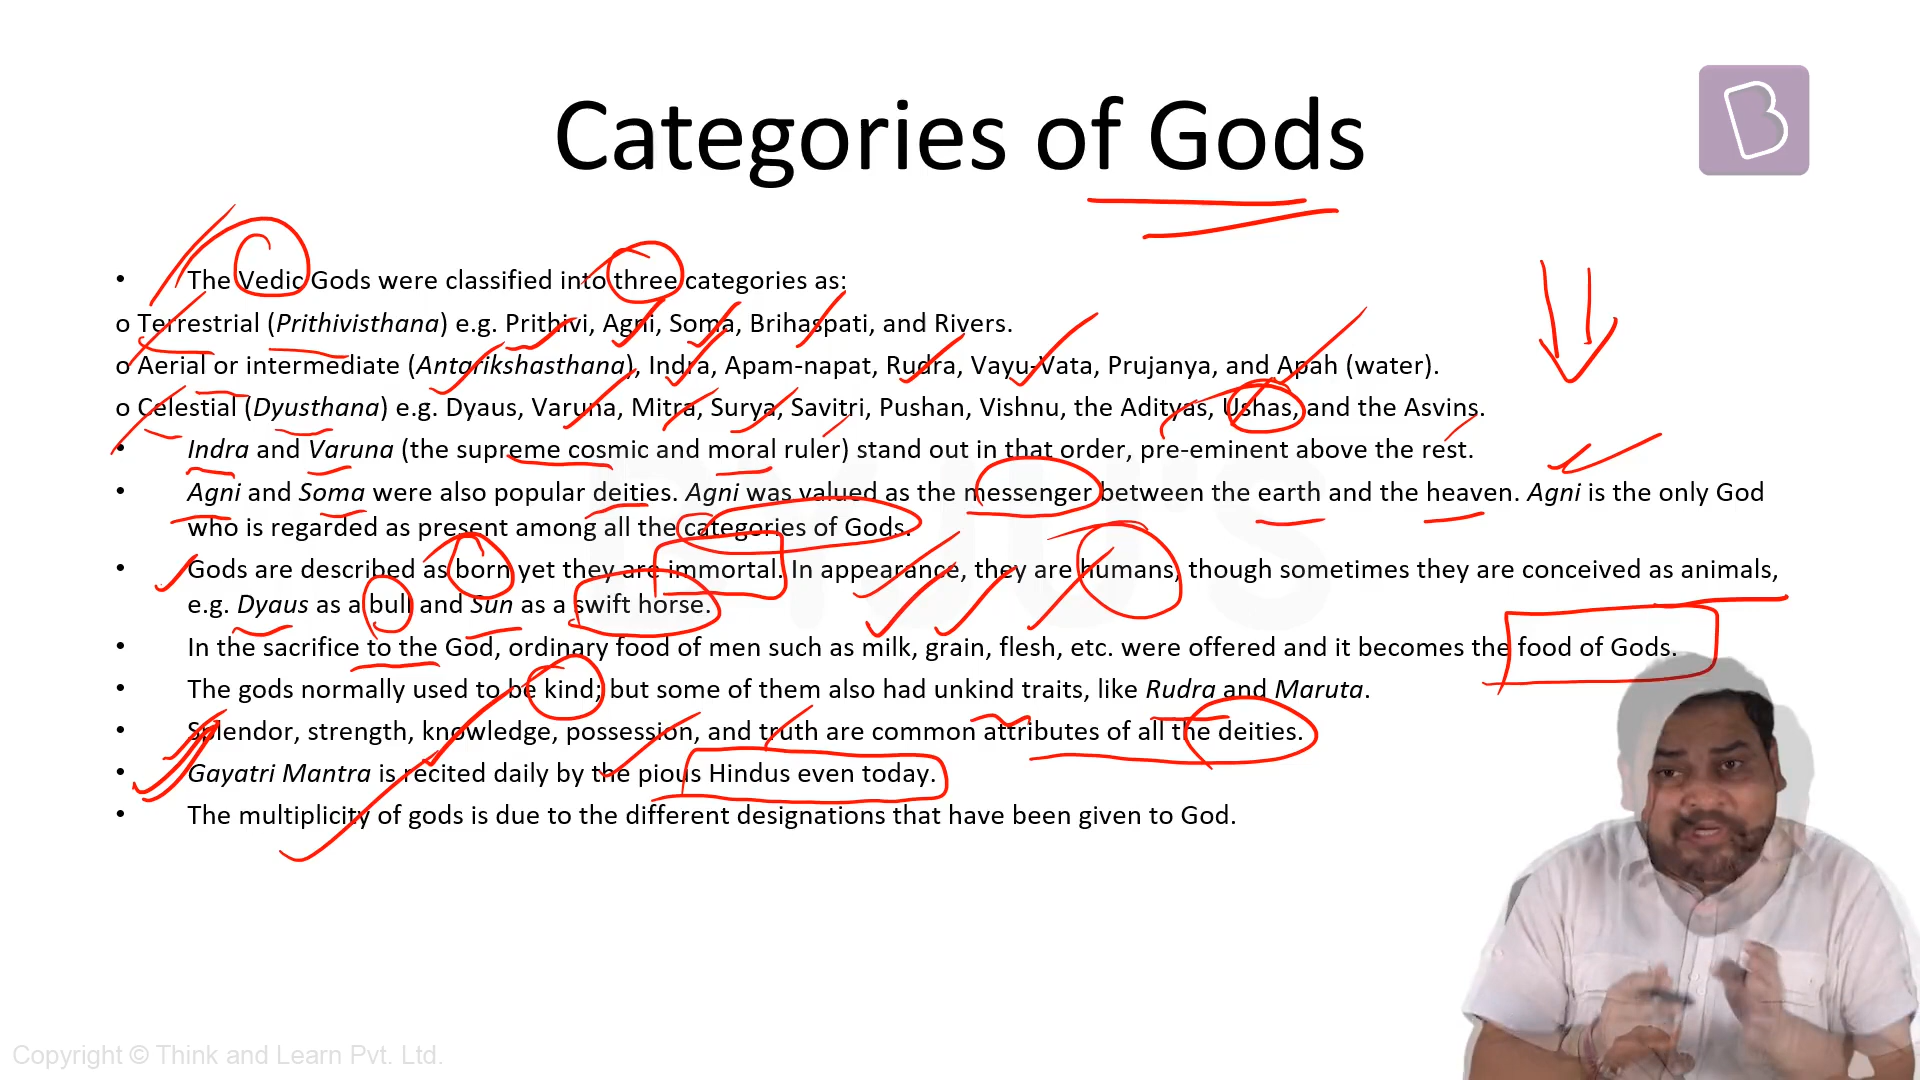 Categories of Gods
B
• The Vedic Gods were classified into three categories as:
o Terrestrial (Prithivisthana) e.g. Prithivi, Agni, Soma, Brihaspati, and Rivers.
o Aerial or intermediate (Antarikshasthana), Indra, Apam-napat, Rudra, Vayu-Vata, Prujanya, and Apah (water).
o Celestial (Dyusthana) e.g. Dyaus, Varuna, Mitra, Surya, Savitri, Pushan, Vishnu, the Adityas, Ushas, and the Asvins.
• Indra and Varuna (the supreme cosmic and moral ruler) stand out in that order, pre-eminent above the rest.
• Agni and Soma were also popular deities. Agni was valued as the messenger between the earth and the heaven. Agni is the only God
who is regarded as present among all the categories of Gods.
• Gods are described as born yet they are immortal. In appearance, they are humans, though sometimes they are conceived as animals,
e.g. Dyaus as a bull and Sun as a swift horse.
• In the sacrifice to the God, ordinary food of men such as milk, grain, flesh, etc. were offered and it becomes the food of Gods.
• The gods normally used to be kind; but some of them also had unkind traits, like Rudra and Maruta.
• Splendor, strength, knowledge, possession, and truth are common attributes of all the deities.
• Gayatri Mantra is recited daily by the pious Hindus even today.
• The multiplicity of gods is due to the different designations that have been given to God.
Copyright © Think and Learn Pvt. Ltd.